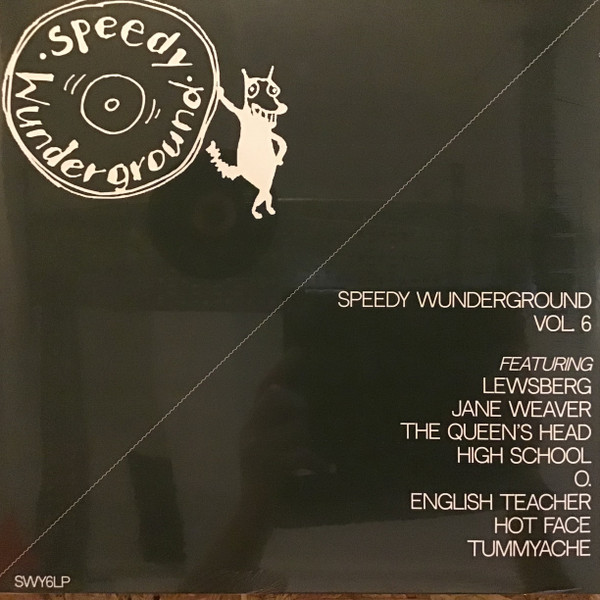 Speedy
Wunderground
SPEEDY WUNDERGROUND
VOL. 6
FEATURING
LEWSBERG
JANE WEAVER
THE QUEEN'S HEAD
HIGH SCHOOL
O.
ENGLISH TEACHER
HOT FACE
TUMMYACHE
SWY6LP